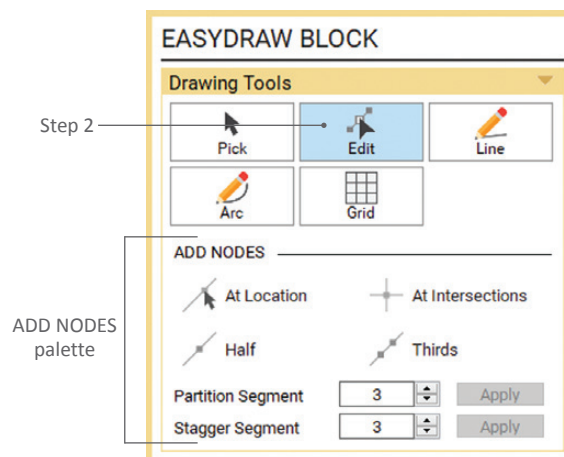 EASYDRAW BLOCK
Drawing Tools
Step 2
Pick
Edit
Line
Arc
Grid
ADD NODES
At Location
At Intersections
ADD NODES
palette
Half
Thirds
Partition Segment 3 Apply
Stagger Segment 3 Apply